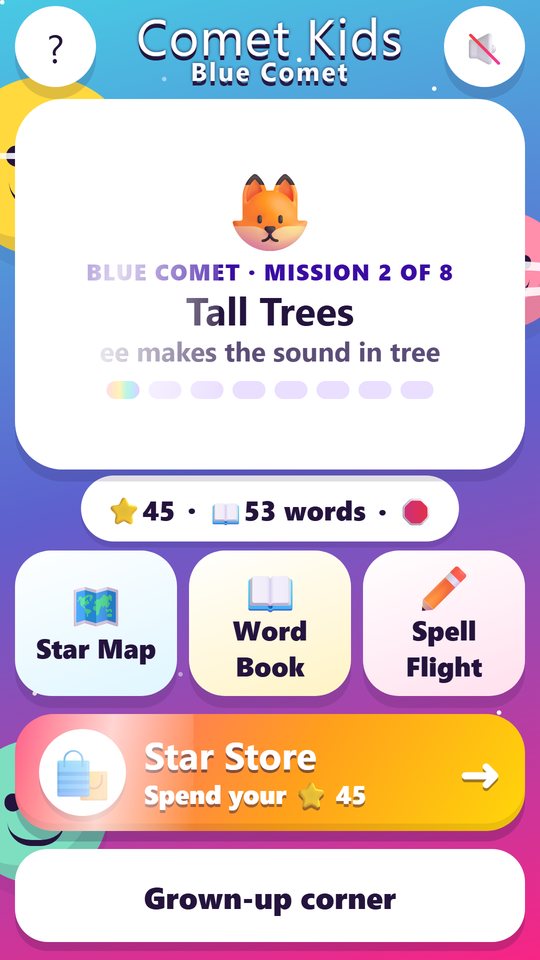 ?
Comet Kids
Blue Comet
BLUE COMET · MISSION 2 OF 8
Tall Trees
ee makes the sound in tree
45 · 53 words ·
Star Map
Word
Book
Spell
Flight
Star Store
Spend your 45
→
Grown-up corner